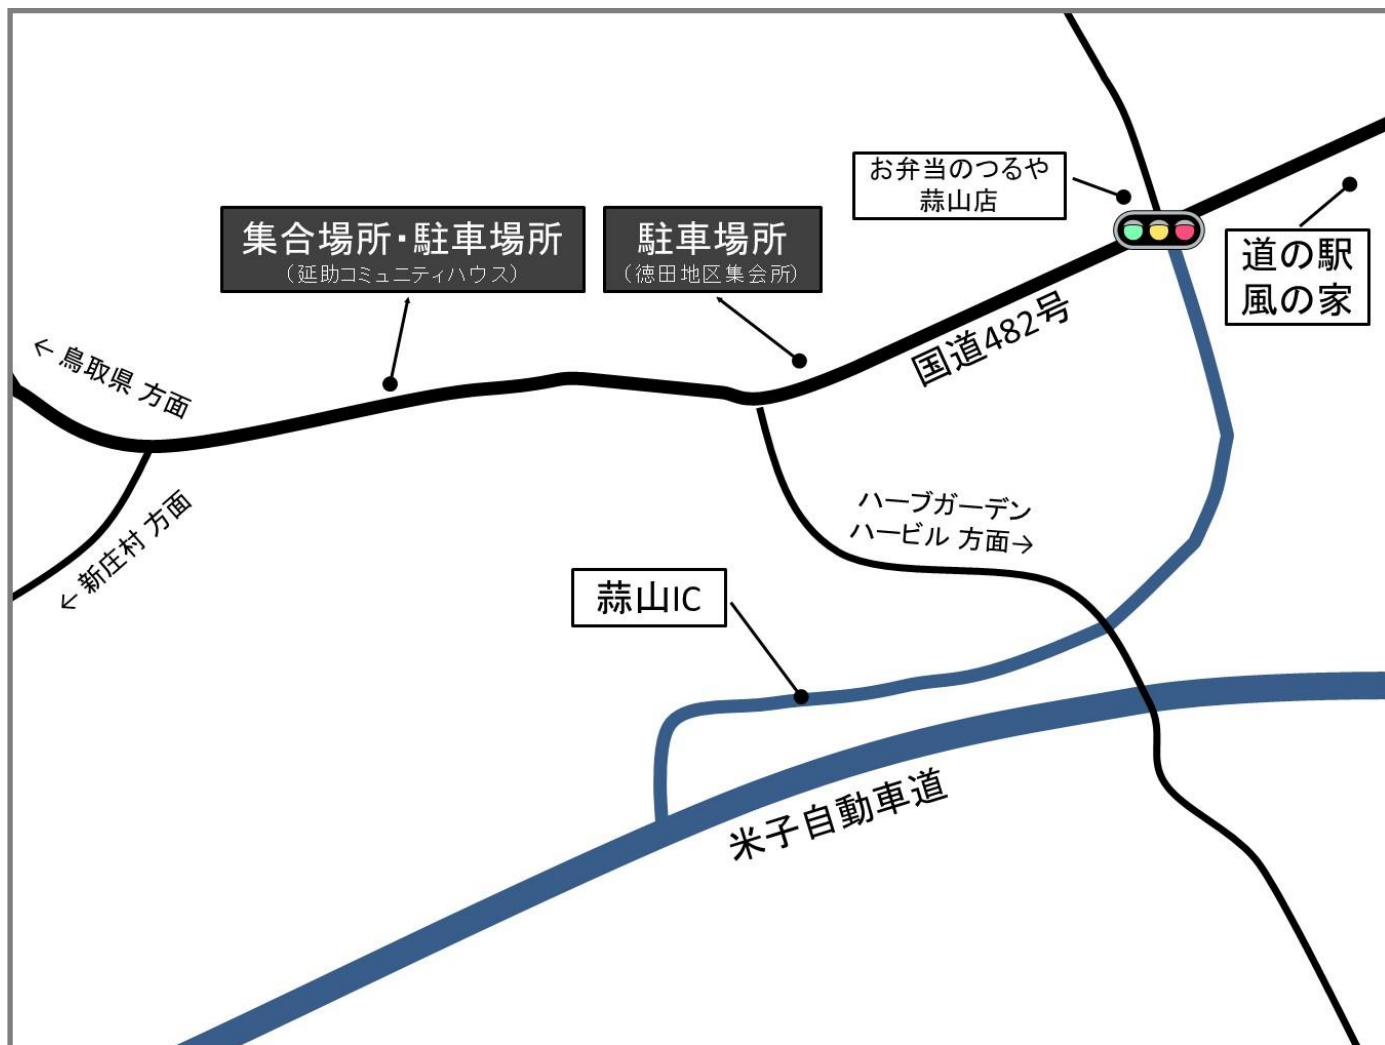 お弁当のつるや
蒜山店
集合場所・駐車場所
（延助コミュニティハウス）
駐車場所
（徳田地区集会所）
道の駅
風の家
国道482号
← 鳥取県 方面
← 新庄村 方面
ハーブガーデン
ハービル 方面→
蒜山IC
米子自動車道